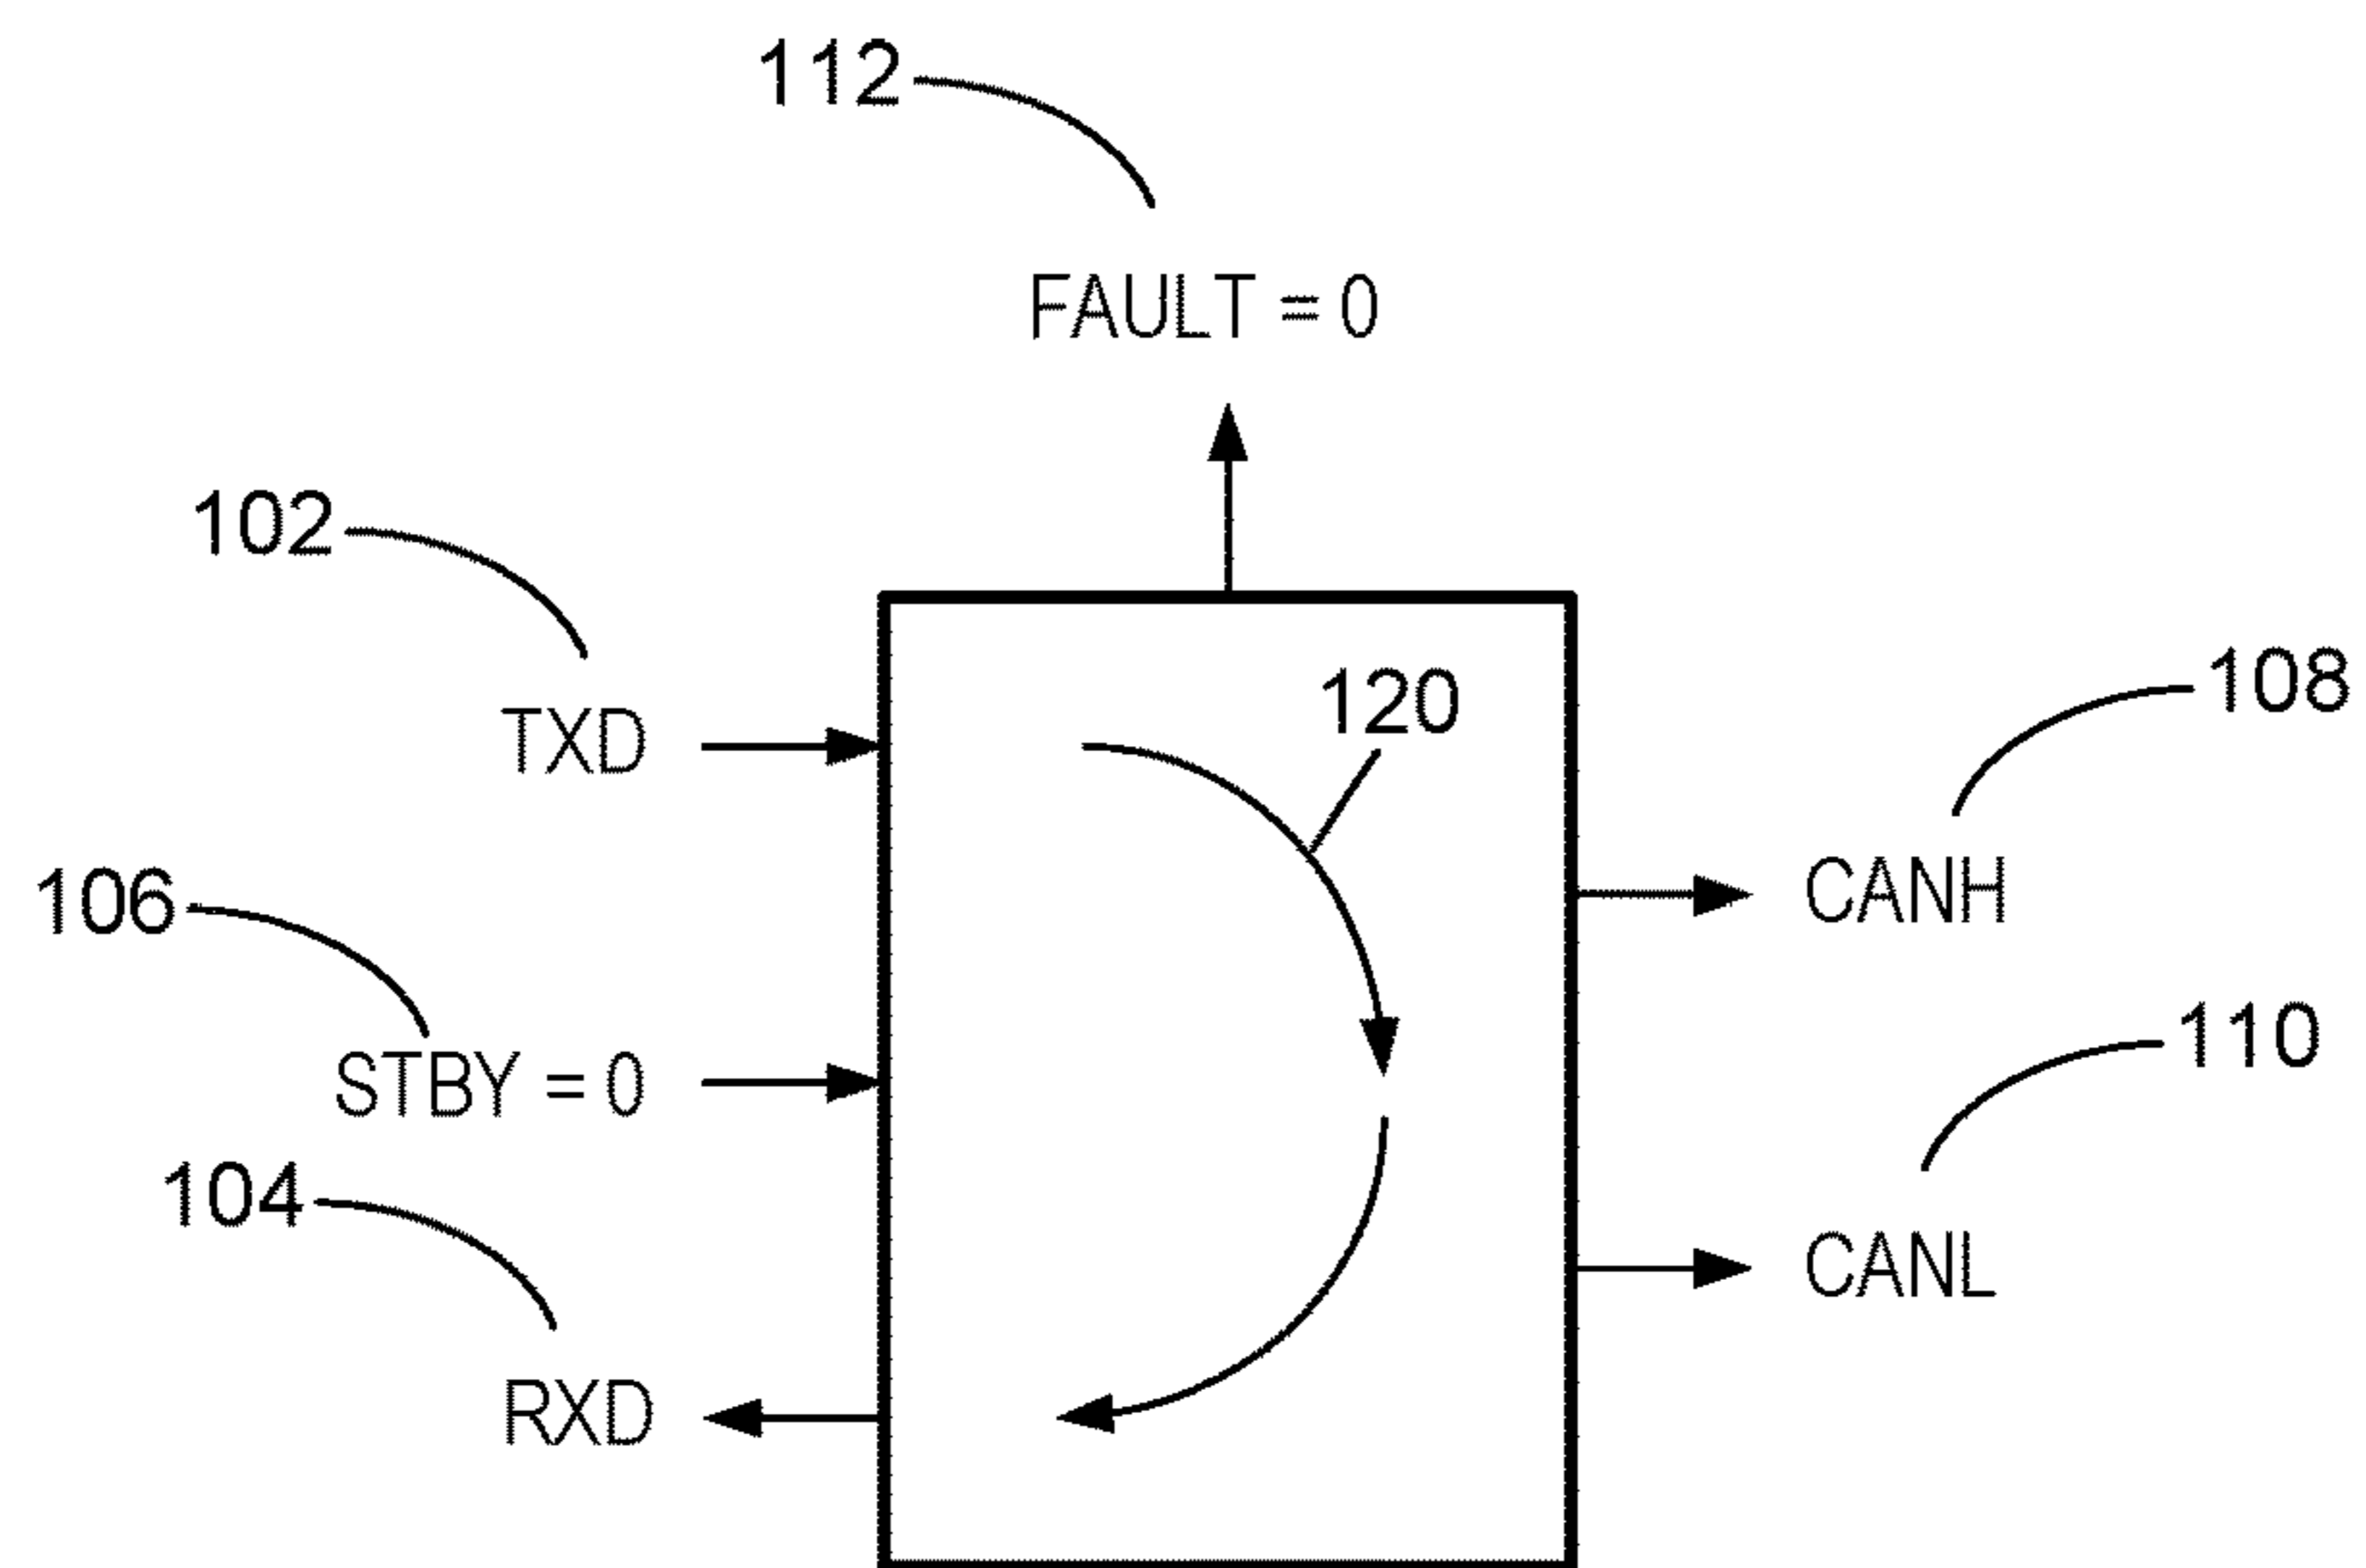 112
FAULT = 0
102
120
108
TXD
106
CANH
STBY = 0
110
104
CANL
RXD